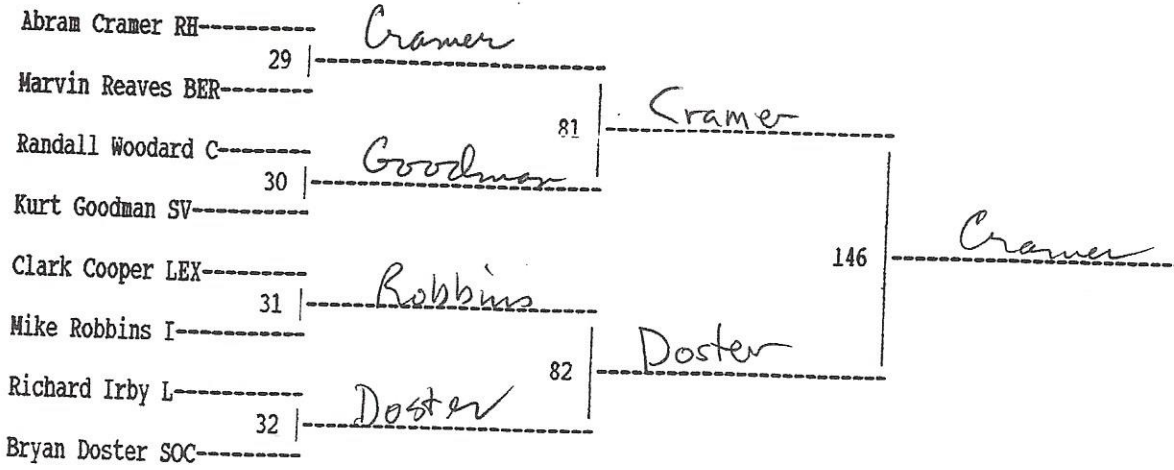 Abram Cramer RH
Cramer
29
Marvin Reaves BER
81
Cramer
Randall Woodard C
Goodman
30
Kurt Goodman SV
146
Cramer
Clark Cooper LEX
Robbins
31
Mike Robbins I
82
Doster
Richard Irby L
Doster
32
Bryan Doster SOC